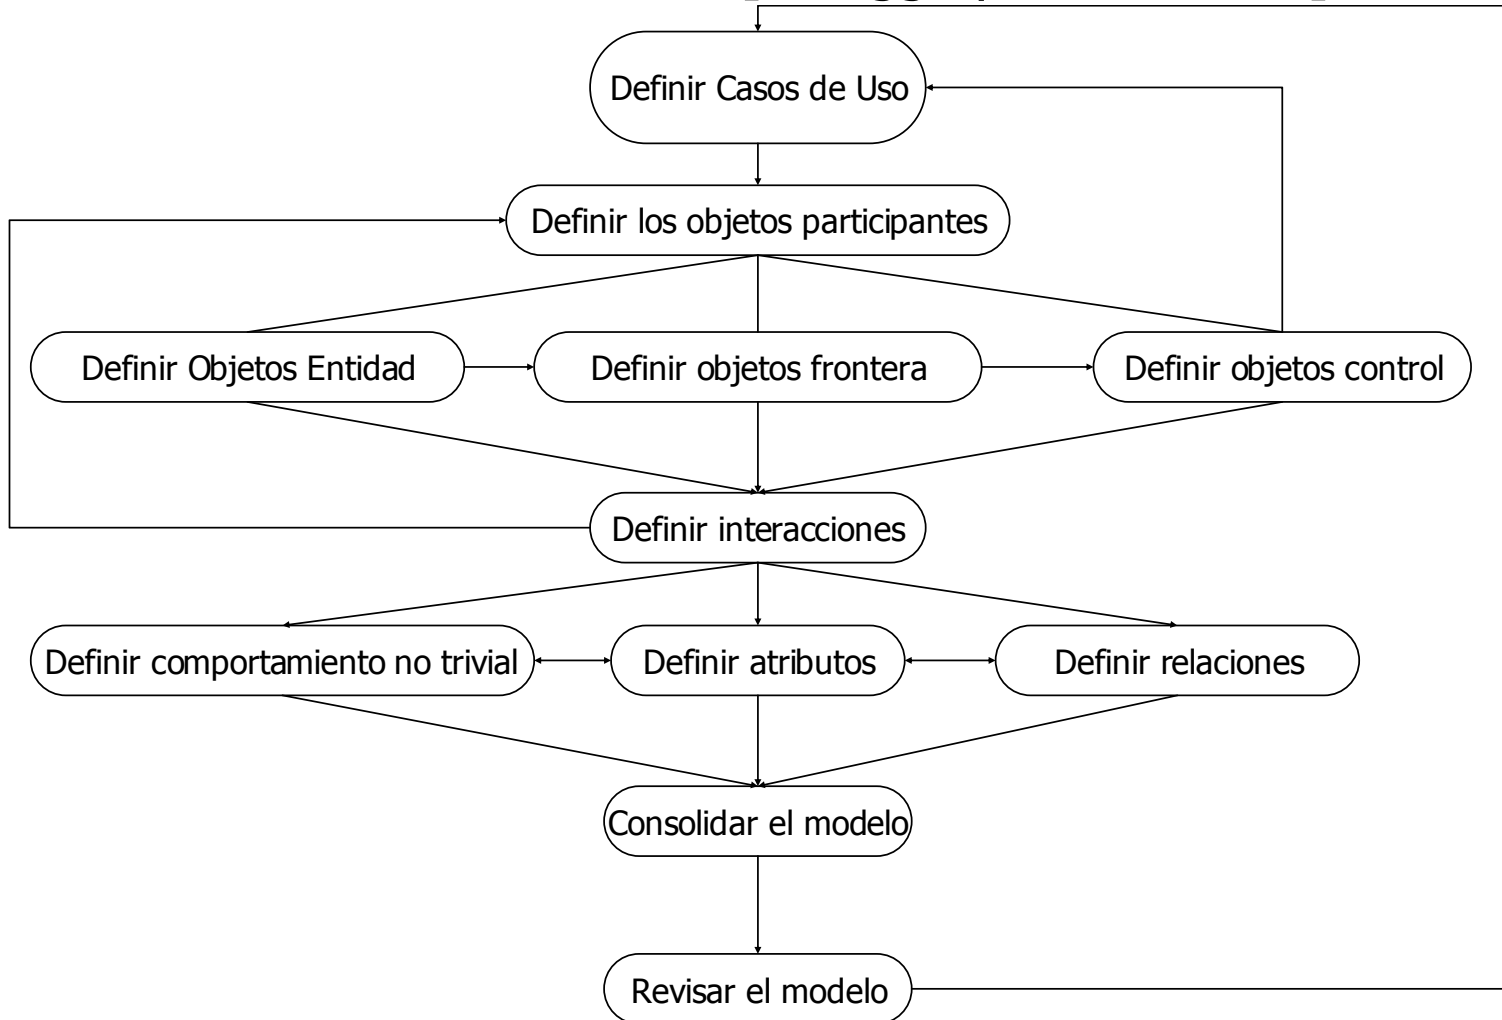 Definir Casos de Uso
Definir los objetos participantes
Definir Objetos Entidad
Definir objetos frontera
Definir objetos control
Definir interacciones
Definir comportamiento no trivial
Definir atributos
Definir relaciones
Consolidar el modelo
Revisar el modelo